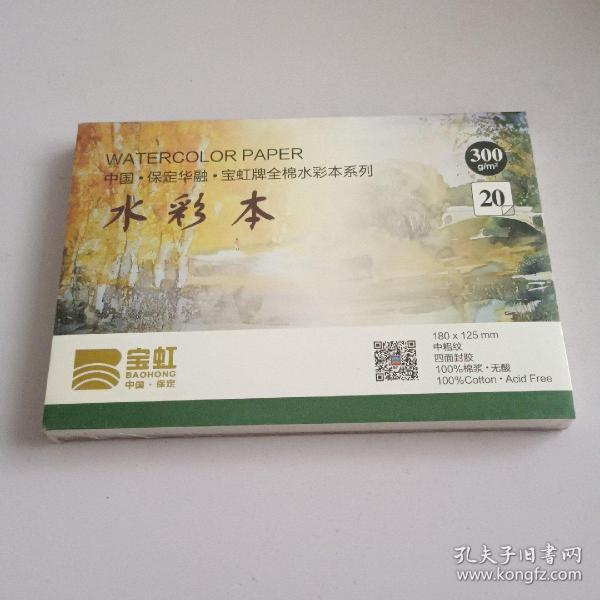 WATERCOLOR PAPER
中国·保定华融·宝虹牌全棉水彩本系列
水彩本
300
g/m²
20
宝虹
BAOHONG
中国·保定
180 x 125 mm
中粗纹
四面封胶
100%棉浆·无酸
100%Cotton·Acid Free
孔夫子旧书网
www.kongfz.com